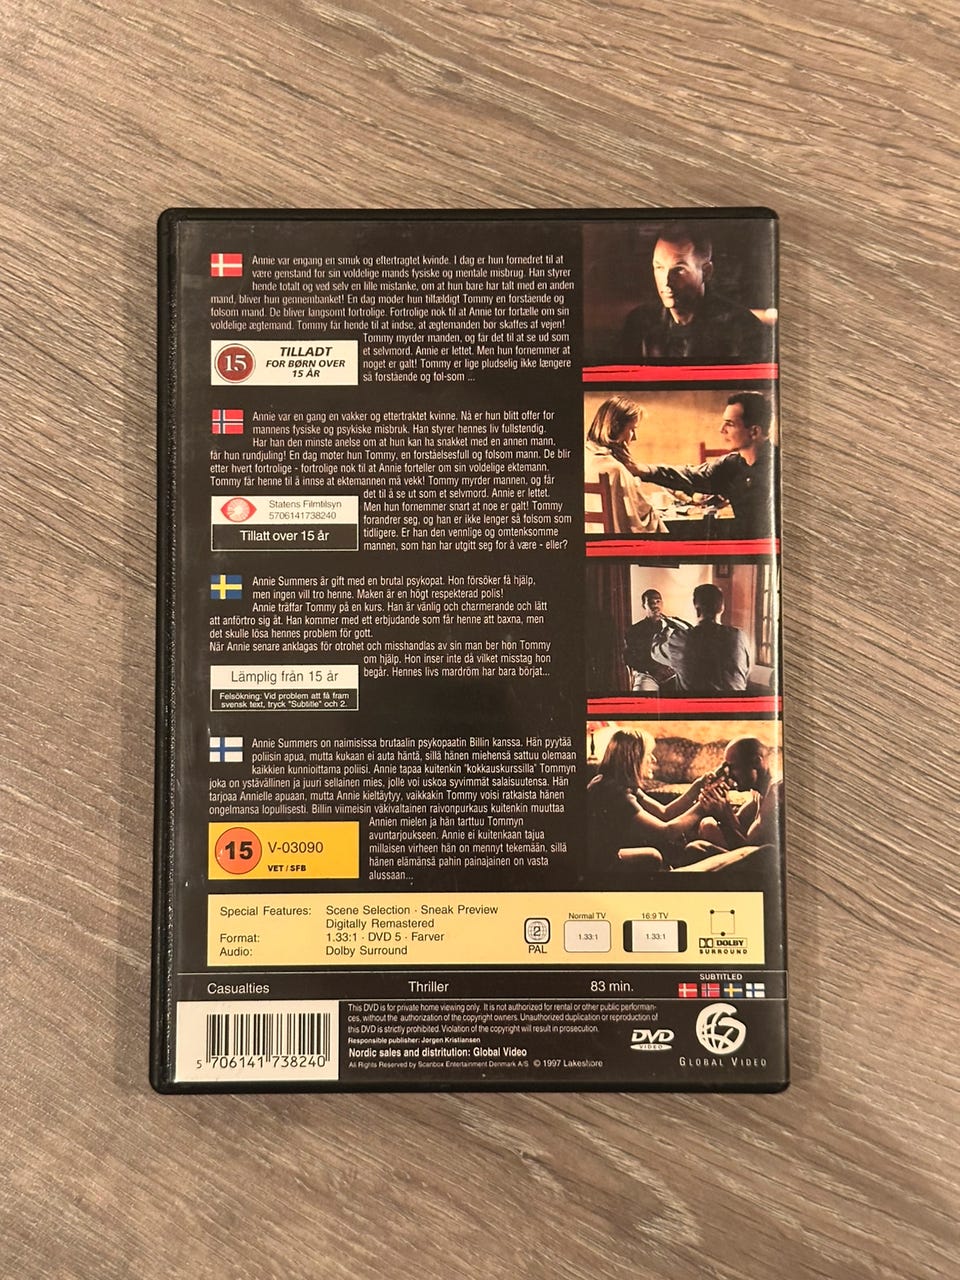 Annie var engang en smuk og eftertragtet kvinde. I dag er hun fornedret til at
være genstand for sin voldelige mands fysiske og mentale misbrug. Han styrer
hende totalt og ved selv en lille mistanke, om at hun bare har talt med en anden
mand, bliver hun gennembanket! En dag møder hun tilfældigt Tommy en forstående og
folsom mand. De bliver langsomt fortrolige. Fortrolige nok til at Annie tør fortælle om sin
voldelige ægtemand. Tommy får hende til at indse, at ægtemanden bør skaffes af vejen!
Tommy myrder manden, og får det til at se ud som
et selvmord. Annie er lettet. Men hun fornemmer at
noget er galt! Tommy er lige pludselig ikke længere
så forstående og føl-som ...
15
TILLADT
FOR BØRN OVER
15 ÅR
Annie var en gang en vakker og ettertraktet kvinne. Nå er hun blitt offer for
mannens fysiske og psykiske misbruk. Han styrer hennes liv fullstendig.
Har han den minste anelse om at hun kan ha snakket med en annen mann,
får hun rundjuling! En dag møter hun Tommy, en forståelsesfull og følsom mann. De blir
etter hvert fortrolige - fortrolige nok til at Annie forteller om sin voldelige ektemann.
Tommy får henne til å innse at ektemannen må vekk! Tommy myrder mannen, og får
det til å se ut som et selvmord. Annie er lettet.
Men hun fornemmer snart at noe er galt! Tommy
forandrer seg, og han er ikke lenger så følsom som
tidligere. Er han den vennlige og omtenksomme
mannen, som han har utgitt seg for å være - eller?
Statens Filmtilsyn
5706141738240
Tillatt over 15 år
Annie Summers är gift med en brutal psykopat. Hon försöker få hjälp,
men ingen vill tro henne. Maken är en högt respekterad polis!
Annie träffar Tommy på en kurs. Han är vänlig och charmerande och lätt
att anförtro sig åt. Han kommer med ett erbjudande som får henne att baxna, men
det skulle lösa hennes problem för gott.
När Annie senare anklagas för otrohet och misshandlas av sin man ber hon Tommy
om hjälp. Hon inser inte då vilket misstag hon
begår. Hennes livs mardröm har bara börjat...
Lämplig från 15 år
Felsökning: Vid problem att få fram
svensk text, tryck "Subtitle" och 2.
Annie Summers on naimisissa brutaalin psykopaatin Billin kanssa. Hän pyytää
poliisin apua, mutta kukaan ei auta häntä, sillä hänen miehensä sattuu olemaan
kaikkien kunnioittama poliisi. Annie tapaa kuitenkin "kokkauskurssilla" Tommyn
joka on ystävällinen ja juuri sellainen mies, jolle voi uskoa syvimmät salaisuutensa. Hän
tarjoaa Annielle apuaan, mutta Annie kieltäytyy, vaikkakin Tommy voisi ratkaista hänen
ongelmansa lopullisesti. Billin viimeisin väkivaltainen raivonpurkaus kuitenkin muuttaa
Annien mielen ja hän tarttuu Tommyn
avuntarjoukseen. Annie ei kuitenkaan tajua
millaisen virheen hän on mennyt tekemään, sillä
hänen elämänsä pahin painajainen on vasta
alussaan...
15 V-03090
VET / SFB
Special Features: Scene Selection · Sneak Preview
Digitally Remastered
Format: 1.33:1 · DVD 5 · Farver
Audio: Dolby Surround
2
PAL
Normal TV
1.33:1
16:9 TV
1.33:1
DOLBY
SURROUND
Casualties Thriller 83 min.
SUBTITLED
5 706141 738240
This DVD is for private home viewing only. It is not authorized for rental or other public performan-
ces, without the authorization of the copyright owners. Unauthorized duplication or reproduction of
this DVD is strictly prohibited. Violation of the copyright will result in prosecution.
Responsible publisher: Jørgen Kristiansen
Nordic sales and distritution: Global Video
All Rights Reserved by Scanbox Entertainment Denmark A/S © 1997 Lakeshore
DVD
VIDEO
GLOBAL VIDEO